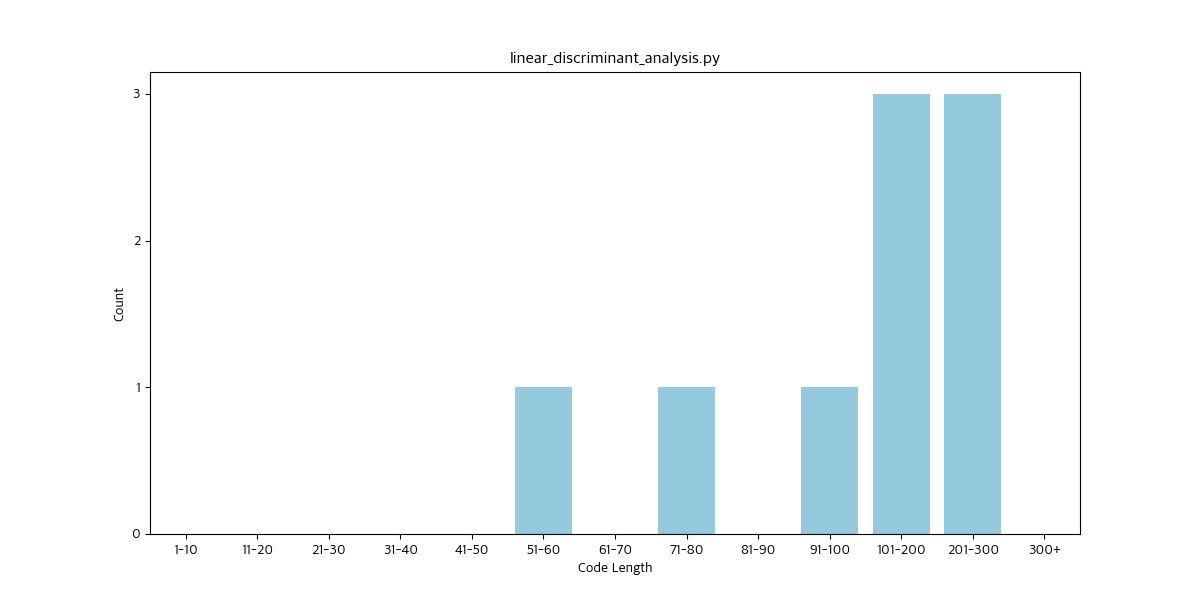 linear_discriminant_analysis.py
3
2
1
0
Count
1-10 11-20 21-30 31-40 41-50 51-60 61-70 71-80 81-90 91-100 101-200 201-300 300+
Code Length